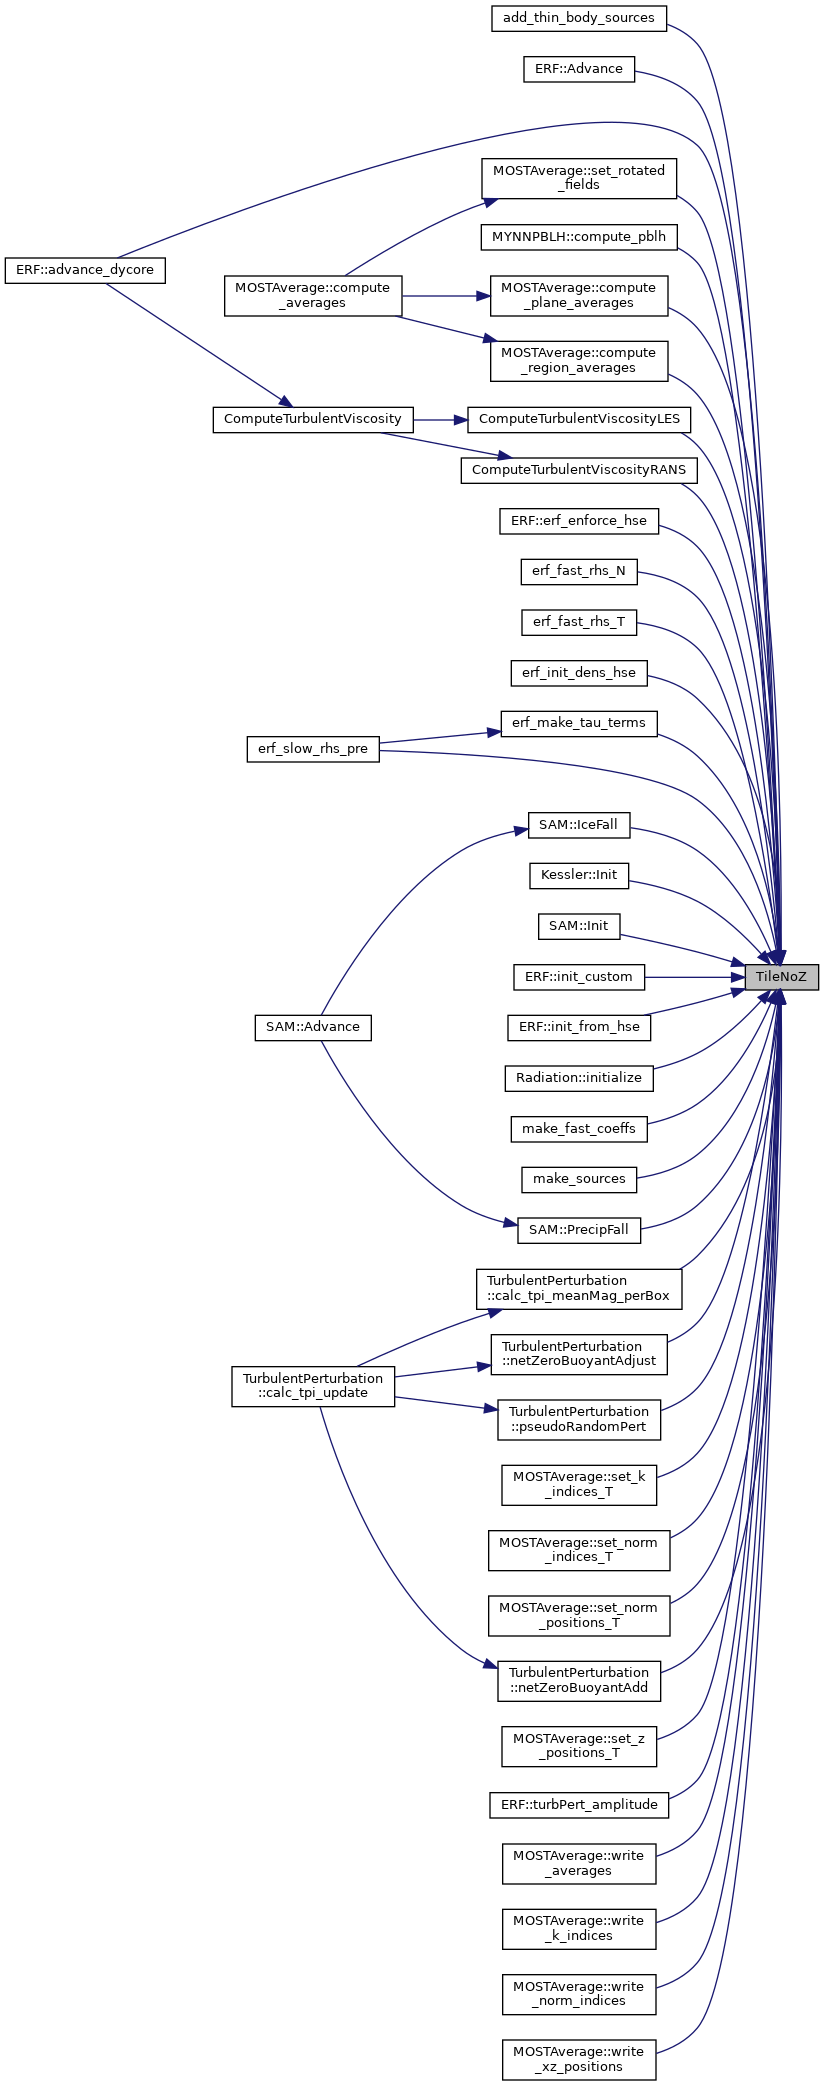 add_thin_body_sources
ERF::Advance
MOSTAverage::set_rotated
_fields
MYNNPBLH::compute_pblh
ERF::advance_dycore
MOSTAverage::compute
_averages
MOSTAverage::compute
_plane_averages
MOSTAverage::compute
_region_averages
ComputeTurbulentViscosity
ComputeTurbulentViscosityLES
ComputeTurbulentViscosityRANS
ERF::erf_enforce_hse
erf_fast_rhs_N
erf_fast_rhs_T
erf_init_dens_hse
erf_make_tau_terms
erf_slow_rhs_pre
SAM::IceFall
Kessler::Init
SAM::Init
ERF::init_custom
TileNoZ
SAM::Advance
ERF::init_from_hse
Radiation::initialize
make_fast_coeffs
make_sources
SAM::PrecipFall
TurbulentPerturbation
::calc_tpi_meanMag_perBox
TurbulentPerturbation
::netZeroBuoyantAdjust
TurbulentPerturbation
::calc_tpi_update
TurbulentPerturbation
::pseudoRandomPert
MOSTAverage::set_k
_indices_T
MOSTAverage::set_norm
_indices_T
MOSTAverage::set_norm
_positions_T
TurbulentPerturbation
::netZeroBuoyantAdd
MOSTAverage::set_z
_positions_T
ERF::turbPert_amplitude
MOSTAverage::write
_averages
MOSTAverage::write
_k_indices
MOSTAverage::write
_norm_indices
MOSTAverage::write
_xz_positions